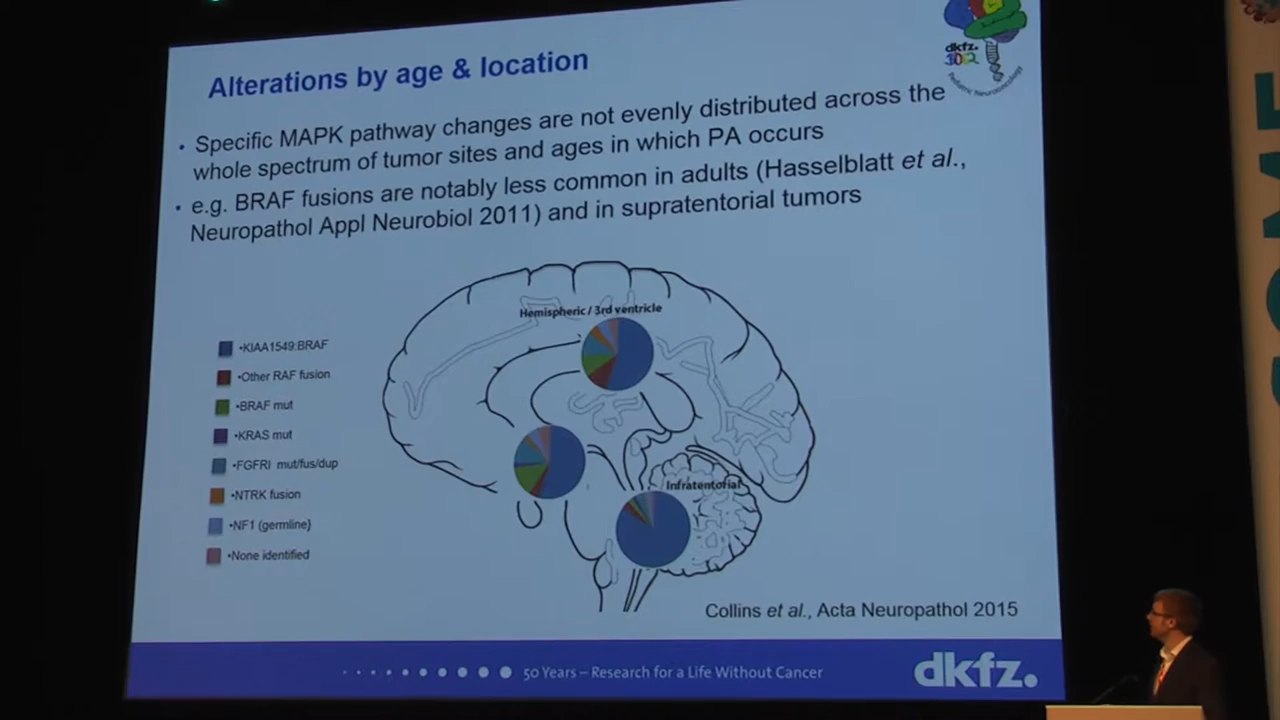 Alterations by age & location
dkfz.
Pediatric Neurooncology
• Specific MAPK pathway changes are not evenly distributed across the
whole spectrum of tumor sites and ages in which PA occurs
• e.g. BRAF fusions are notably less common in adults (Hasselblatt et al.,
Neuropathol Appl Neurobiol 2011) and in supratentorial tumors
Hemispheric / 3rd ventricle
•KIAA1549:BRAF
•Other RAF fusion
•BRAF mut
•KRAS mut
•FGFR1 mut/fus/dup
•NTRK fusion
•NF1 (germline}
•None identified
Infratentorial
Collins et al., Acta Neuropathol 2015
50 Years – Research for a Life Without Cancer
dkfz.